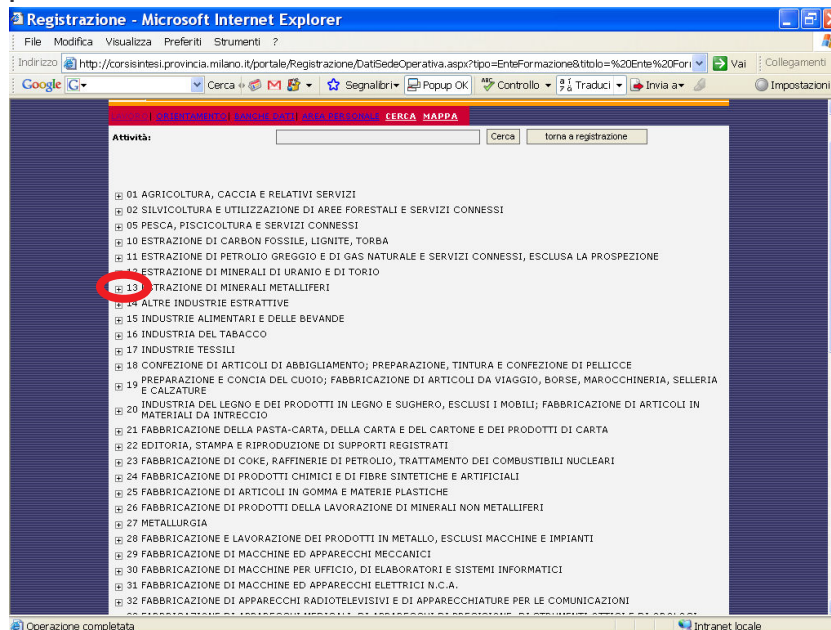 Registrazione - Microsoft Internet Explorer
File Modifica Visualizza Preferiti Strumenti ?
Indirizzo http://corsisintesi.provincia.milano.it/portale/Registrazione/DatiSedeOperativa.aspx?tipo=EnteFormazione&titolo=%20Ente%20For Vai Collegamenti
Google G Cerca Segnalibri Popup OK Controllo Traduci Invia a Impostazioni
ORIENTAMENTO| BANCHE DATI| AREA PERSONALE CERCA MAPPA
Attività: Cerca torna a registrazione
01 AGRICOLTURA, CACCIA E RELATIVI SERVIZI
02 SILVICOLTURA E UTILIZZAZIONE DI AREE FORESTALI E SERVIZI CONNESSI
05 PESCA, PISCICOLTURA E SERVIZI CONNESSI
10 ESTRAZIONE DI CARBON FOSSILE, LIGNITE, TORBA
11 ESTRAZIONE DI PETROLIO GREGGIO E DI GAS NATURALE E SERVIZI CONNESSI, ESCLUSA LA PROSPEZIONE
12 ESTRAZIONE DI MINERALI DI URANIO E DI TORIO
13 ESTRAZIONE DI MINERALI METALLIFERI
14 ALTRE INDUSTRIE ESTRATTIVE
15 INDUSTRIE ALIMENTARI E DELLE BEVANDE
16 INDUSTRIA DEL TABACCO
17 INDUSTRIE TESSILI
18 CONFEZIONE DI ARTICOLI DI ABBIGLIAMENTO; PREPARAZIONE, TINTURA E CONFEZIONE DI PELLICCE
19 PREPARAZIONE E CONCIA DEL CUOIO; FABBRICAZIONE DI ARTICOLI DA VIAGGIO, BORSE, MAROCCHINERIA, SELLERIA
E CALZATURE
20 INDUSTRIA DEL LEGNO E DEI PRODOTTI IN LEGNO E SUGHERO, ESCLUSI I MOBILI; FABBRICAZIONE DI ARTICOLI IN
MATERIALI DA INTRECCIO
21 FABBRICAZIONE DELLA PASTA-CARTA, DELLA CARTA E DEL CARTONE E DEI PRODOTTI DI CARTA
22 EDITORIA, STAMPA E RIPRODUZIONE DI SUPPORTI REGISTRATI
23 FABBRICAZIONE DI COKE, RAFFINERIE DI PETROLIO, TRATTAMENTO DEI COMBUSTIBILI NUCLEARI
24 FABBRICAZIONE DI PRODOTTI CHIMICI E DI FIBRE SINTETICHE E ARTIFICIALI
25 FABBRICAZIONE DI ARTICOLI IN GOMMA E MATERIE PLASTICHE
26 FABBRICAZIONE DI PRODOTTI DELLA LAVORAZIONE DI MINERALI NON METALLIFERI
27 METALLURGIA
28 FABBRICAZIONE E LAVORAZIONE DEI PRODOTTI IN METALLO, ESCLUSI MACCHINE E IMPIANTI
29 FABBRICAZIONE DI MACCHINE ED APPARECCHI MECCANICI
30 FABBRICAZIONE DI MACCHINE PER UFFICIO, DI ELABORATORI E SISTEMI INFORMATICI
31 FABBRICAZIONE DI MACCHINE ED APPARECCHI ELETTRICI N.C.A.
32 FABBRICAZIONE DI APPARECCHI RADIOTELEVISIVI E DI APPARECCHIATURE PER LE COMUNICAZIONI
Operazione completata Intranet locale